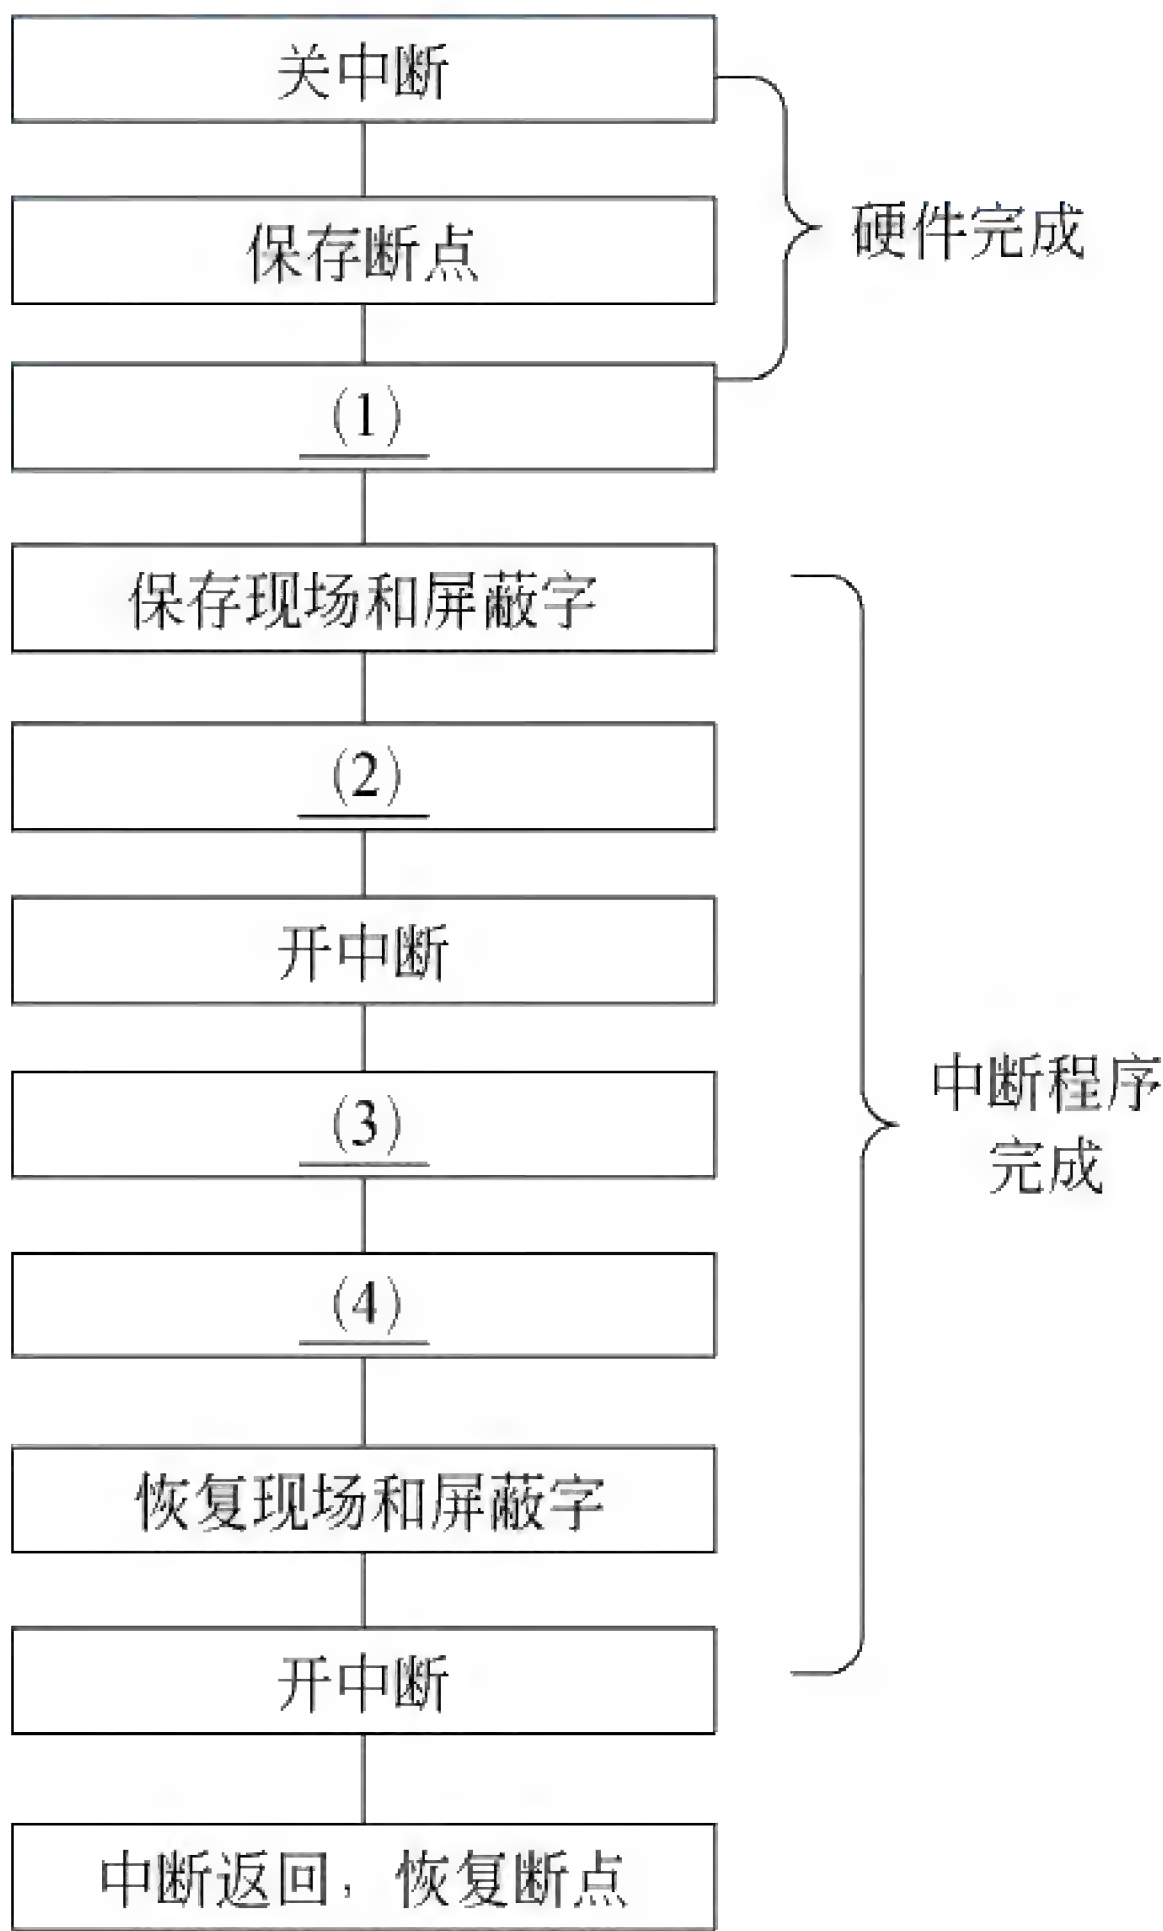 关中断
保存断点
硬件完成
(1)
保存现场和屏蔽字
(2)
开中断
(3)
中断程序
完成
(4)
恢复现场和屏蔽字
开中断
中断返回，恢复断点